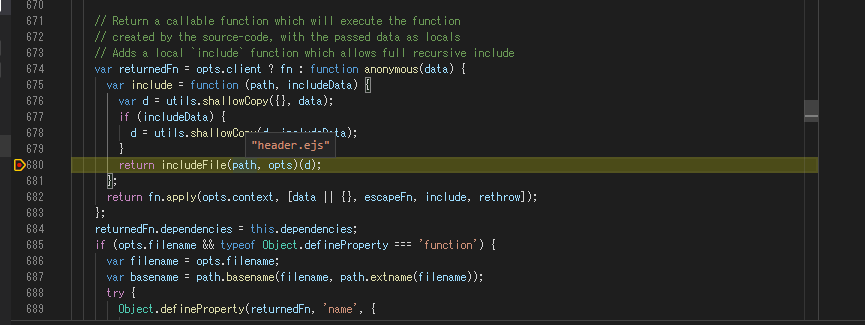 670
671 // Return a callable function which will execute the function
672 // created by the source-code, with the passed data as locals
673 // Adds a local `include` function which allows full recursive include
674 var returnedFn = opts.client ? fn : function anonymous(data) {
675 var include = function (path, includeData) {
676 var d = utils.shallowCopy({}, data);
677 if (includeData) {
678 d = utils.shallowCopy(d, includeData);
"header.ejs"
679 }
680 return includeFile(path, opts)(d);
681 };
682 return fn.apply(opts.context, [data || {}, escapeFn, include, rethrow]);
683 };
684 returnedFn.dependencies = this.dependencies;
685 if (opts.filename && typeof Object.defineProperty === 'function') {
686 var filename = opts.filename;
687 var basename = path.basename(filename, path.extname(filename));
688 try {
689 Object.defineProperty(returnedFn, 'name', {